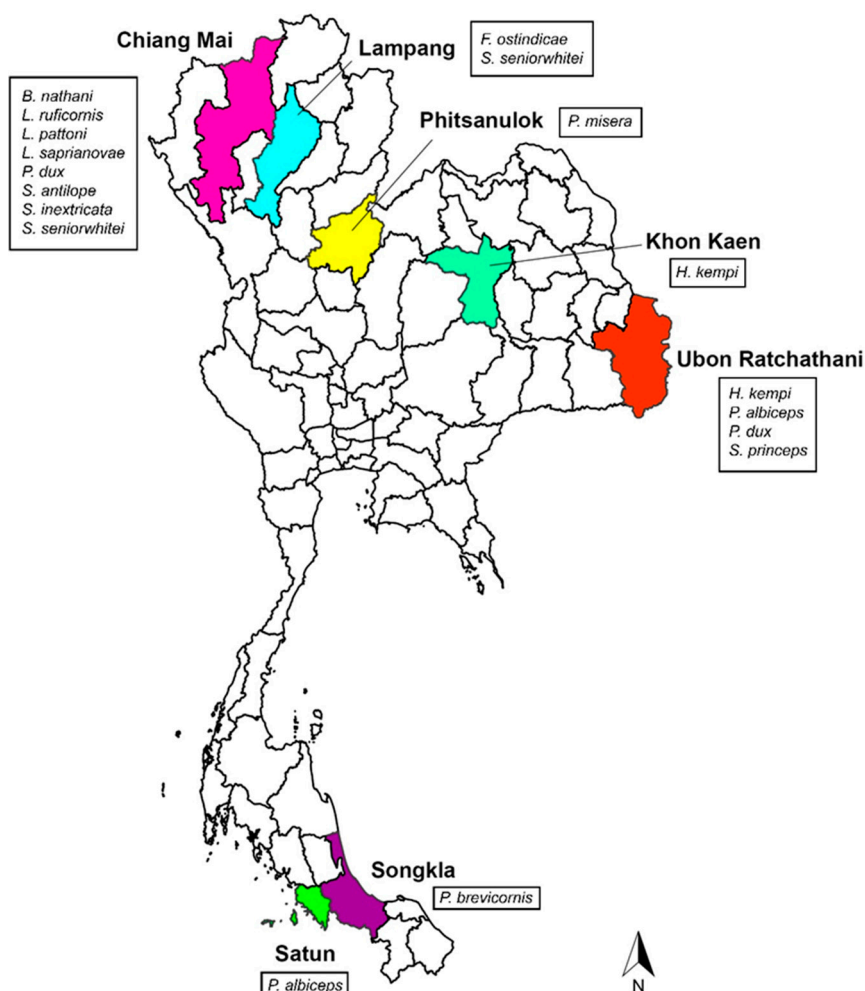 Chiang Mai
B. nathani
L. ruficornis
L. pattoni
L. saprianovae
P. dux
S. antilope
S. inextricata
S. seniorwhitei
Lampang
F. ostindicae
S. seniorwhitei
Phitsanulok
P. misera
Khon Kaen
H. kempi
Ubon Ratchathani
H. kempi
P. albiceps
P. dux
S. princeps
Songkla
P. brevicornis
Satun
P. albiceps
N